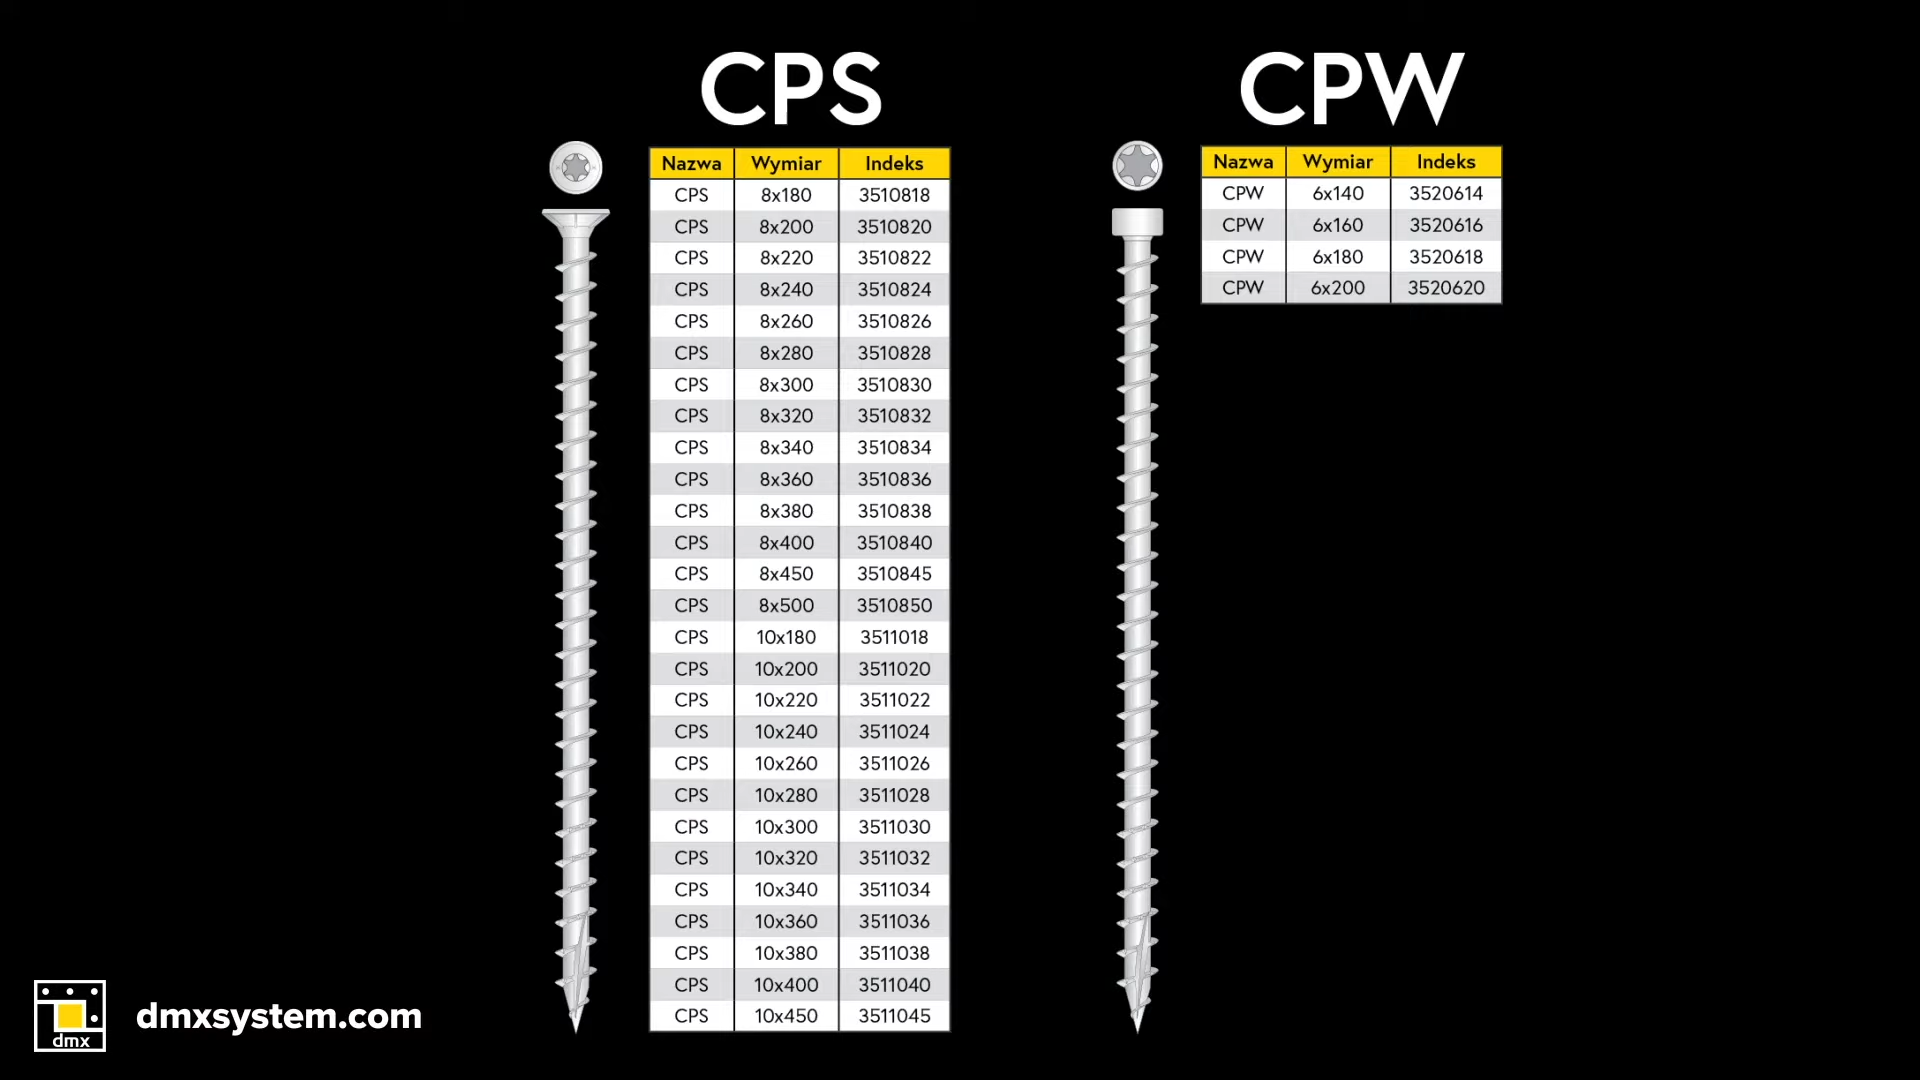 CPS
Nazwa Wymiar Indeks
CPS 8x180 3510818
CPS 8x200 3510820
CPS 8x220 3510822
CPS 8x240 3510824
CPS 8x260 3510826
CPS 8x280 3510828
CPS 8x300 3510830
CPS 8x320 3510832
CPS 8x340 3510834
CPS 8x360 3510836
CPS 8x380 3510838
CPS 8x400 3510840
CPS 8x450 3510845
CPS 8x500 3510850
CPS 10x180 3511018
CPS 10x200 3511020
CPS 10x220 3511022
CPS 10x240 3511024
CPS 10x260 3511026
CPS 10x280 3511028
CPS 10x300 3511030
CPS 10x320 3511032
CPS 10x340 3511034
CPS 10x360 3511036
CPS 10x380 3511038
CPS 10x400 3511040
CPS 10x450 3511045
CPW
Nazwa Wymiar Indeks
CPW 6x140 3520614
CPW 6x160 3520616
CPW 6x180 3520618
CPW 6x200 3520620
dmx
dmxsystem.com